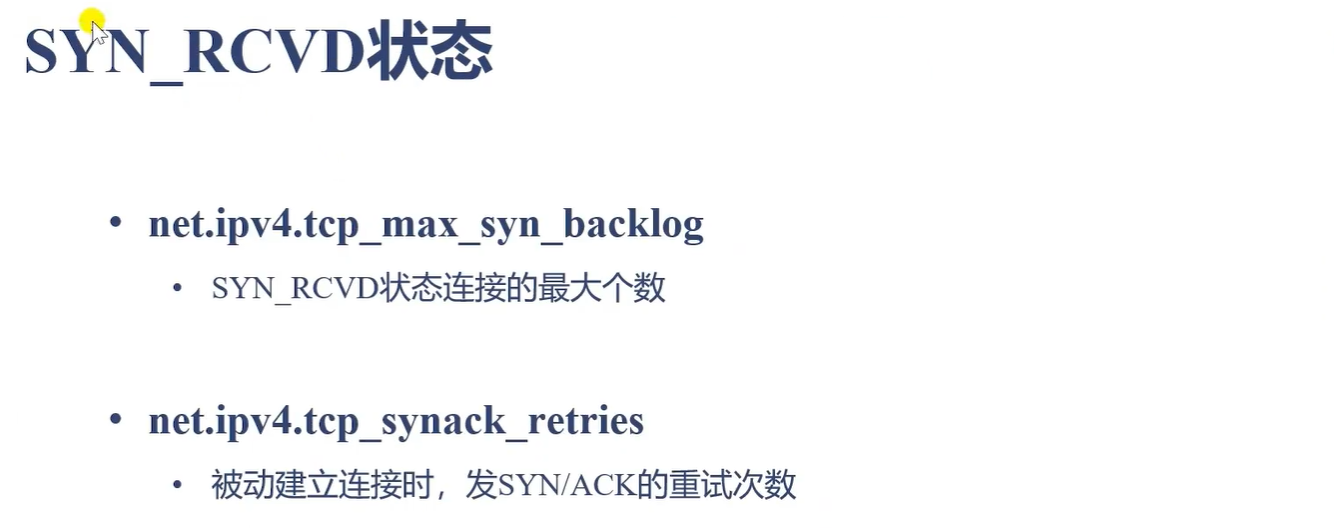 SYN_RCVD状态
• net.ipv4.tcp_max_syn_backlog
• SYN_RCVD状态连接的最大个数
• net.ipv4.tcp_synack_retries
• 被动建立连接时，发SYN/ACK的重试次数